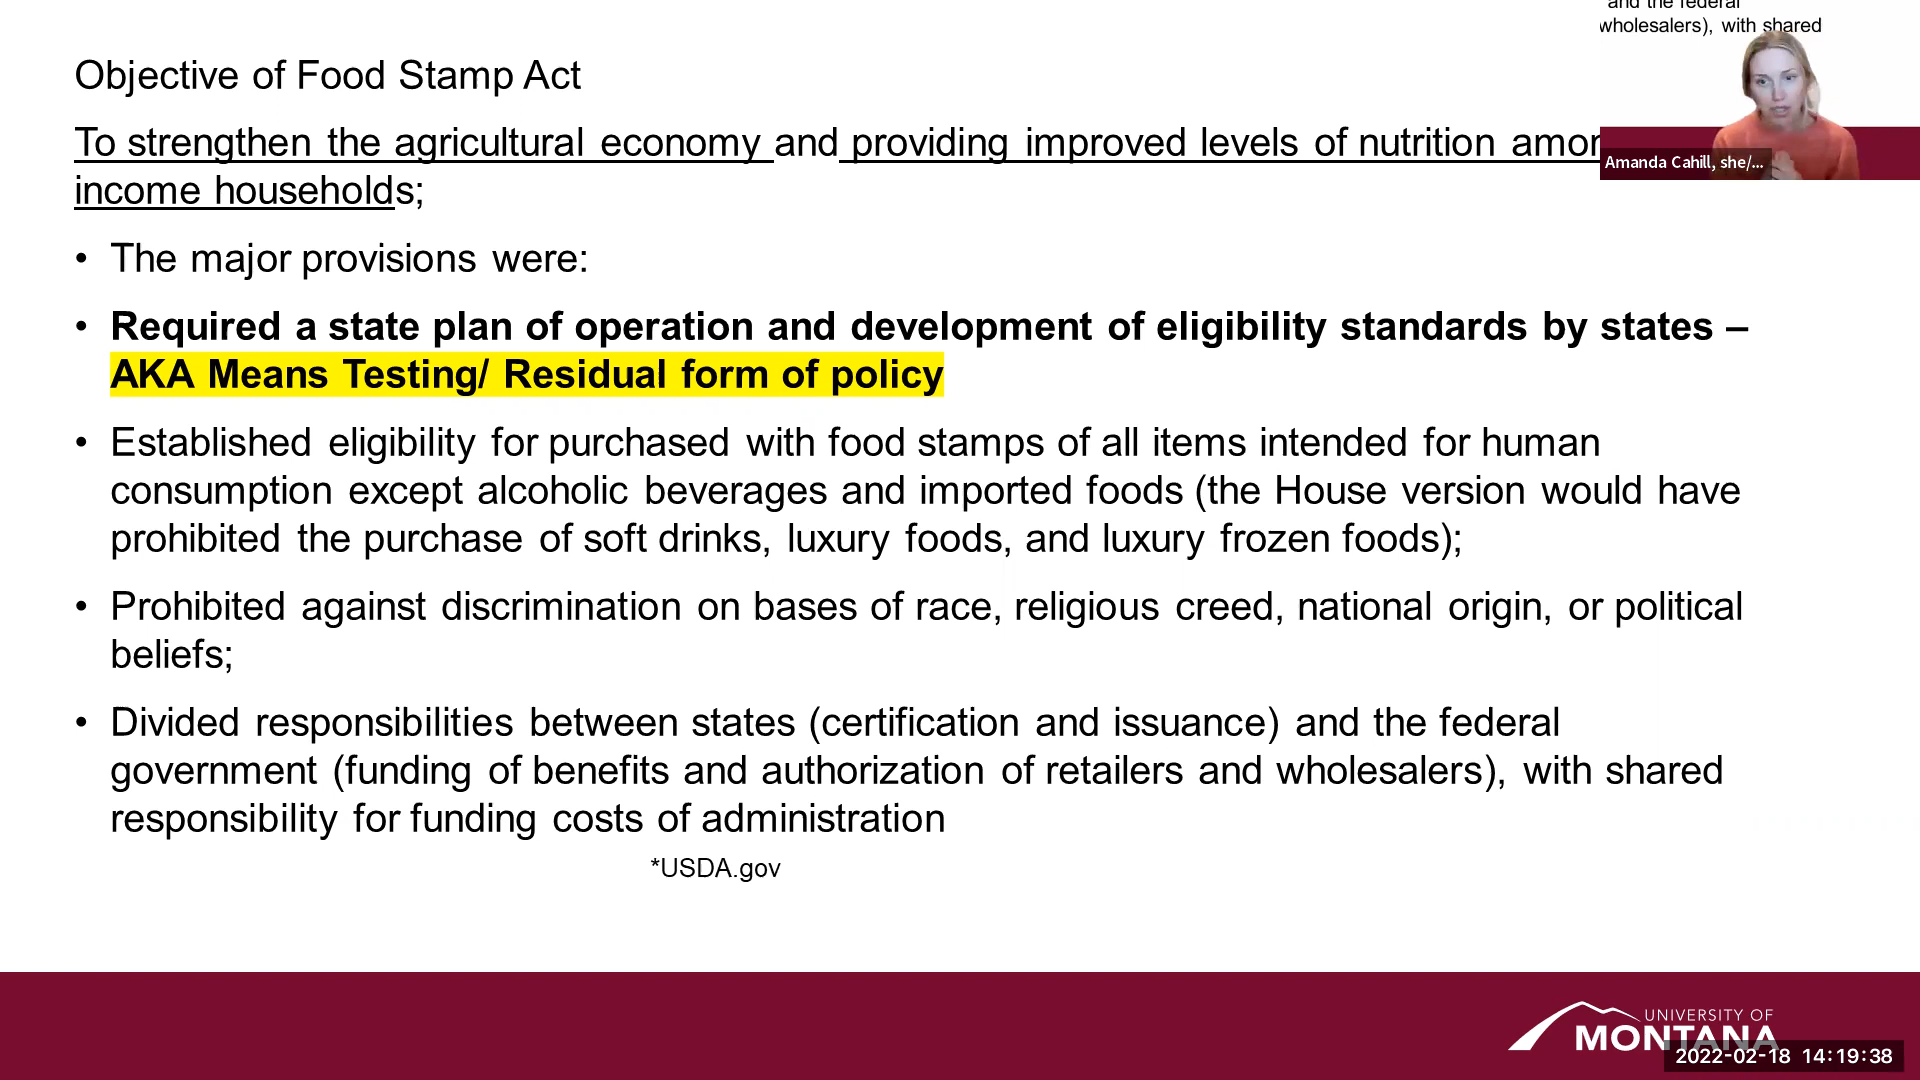 and the federal
wholesalers), with shared
Objective of Food Stamp Act
To strengthen the agricultural economy and providing improved levels of nutrition
income households;
Amanda Cahill, she/...
• The major provisions were:
• Required a state plan of operation and development of eligibility standards by states –
AKA Means Testing/ Residual form of policy
• Established eligibility for purchased with food stamps of all items intended for human
consumption except alcoholic beverages and imported foods (the House version would have
prohibited the purchase of soft drinks, luxury foods, and luxury frozen foods);
• Prohibited against discrimination on bases of race, religious creed, national origin, or political
beliefs;
• Divided responsibilities between states (certification and issuance) and the federal
government (funding of benefits and authorization of retailers and wholesalers), with shared
responsibility for funding costs of administration
*USDA.gov
UNIVERSITY OF
MONTANA
2022-02-18 14:19:38